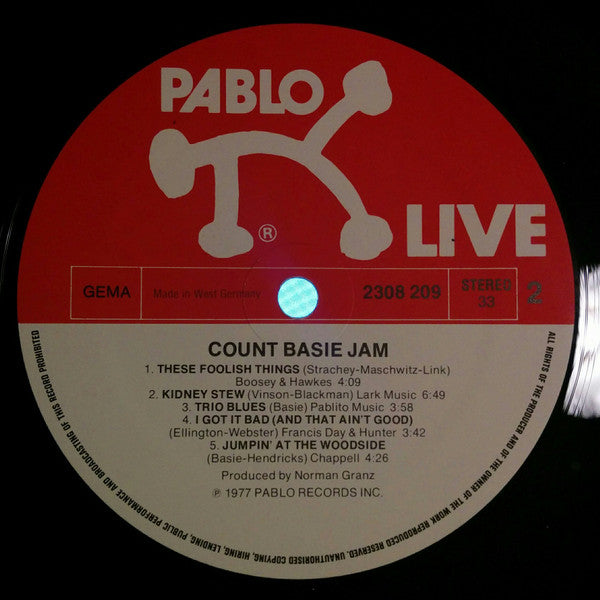 PABLO
®
LIVE
GEMA
Made in West Germany
2308 209
STEREO
33
2
COUNT BASIE JAM
1. THESE FOOLISH THINGS (Strachey-Maschwitz-Link)
Boosey & Hawkes 4:09
2. KIDNEY STEW (Vinson-Blackman) Lark Music 6:49
3. TRIO BLUES (Basie) Pablito Music 3:58
4. I GOT IT BAD (AND THAT AIN'T GOOD)
(Ellington-Webster) Francis Day & Hunter 3:42
5. JUMPIN' AT THE WOODSIDE
(Basie-Hendricks) Chappell 4:26
Produced by Norman Granz
℗ 1977 PABLO RECORDS INC.
ALL RIGHTS OF THE PRODUCER AND OF THE OWNER OF THE WORK REPRODUCED RESERVED. UNAUTHORISED COPYING, HIRING, LENDING, PUBLIC PERFORMANCE AND BROADCASTING OF THIS RECORD PROHIBITED